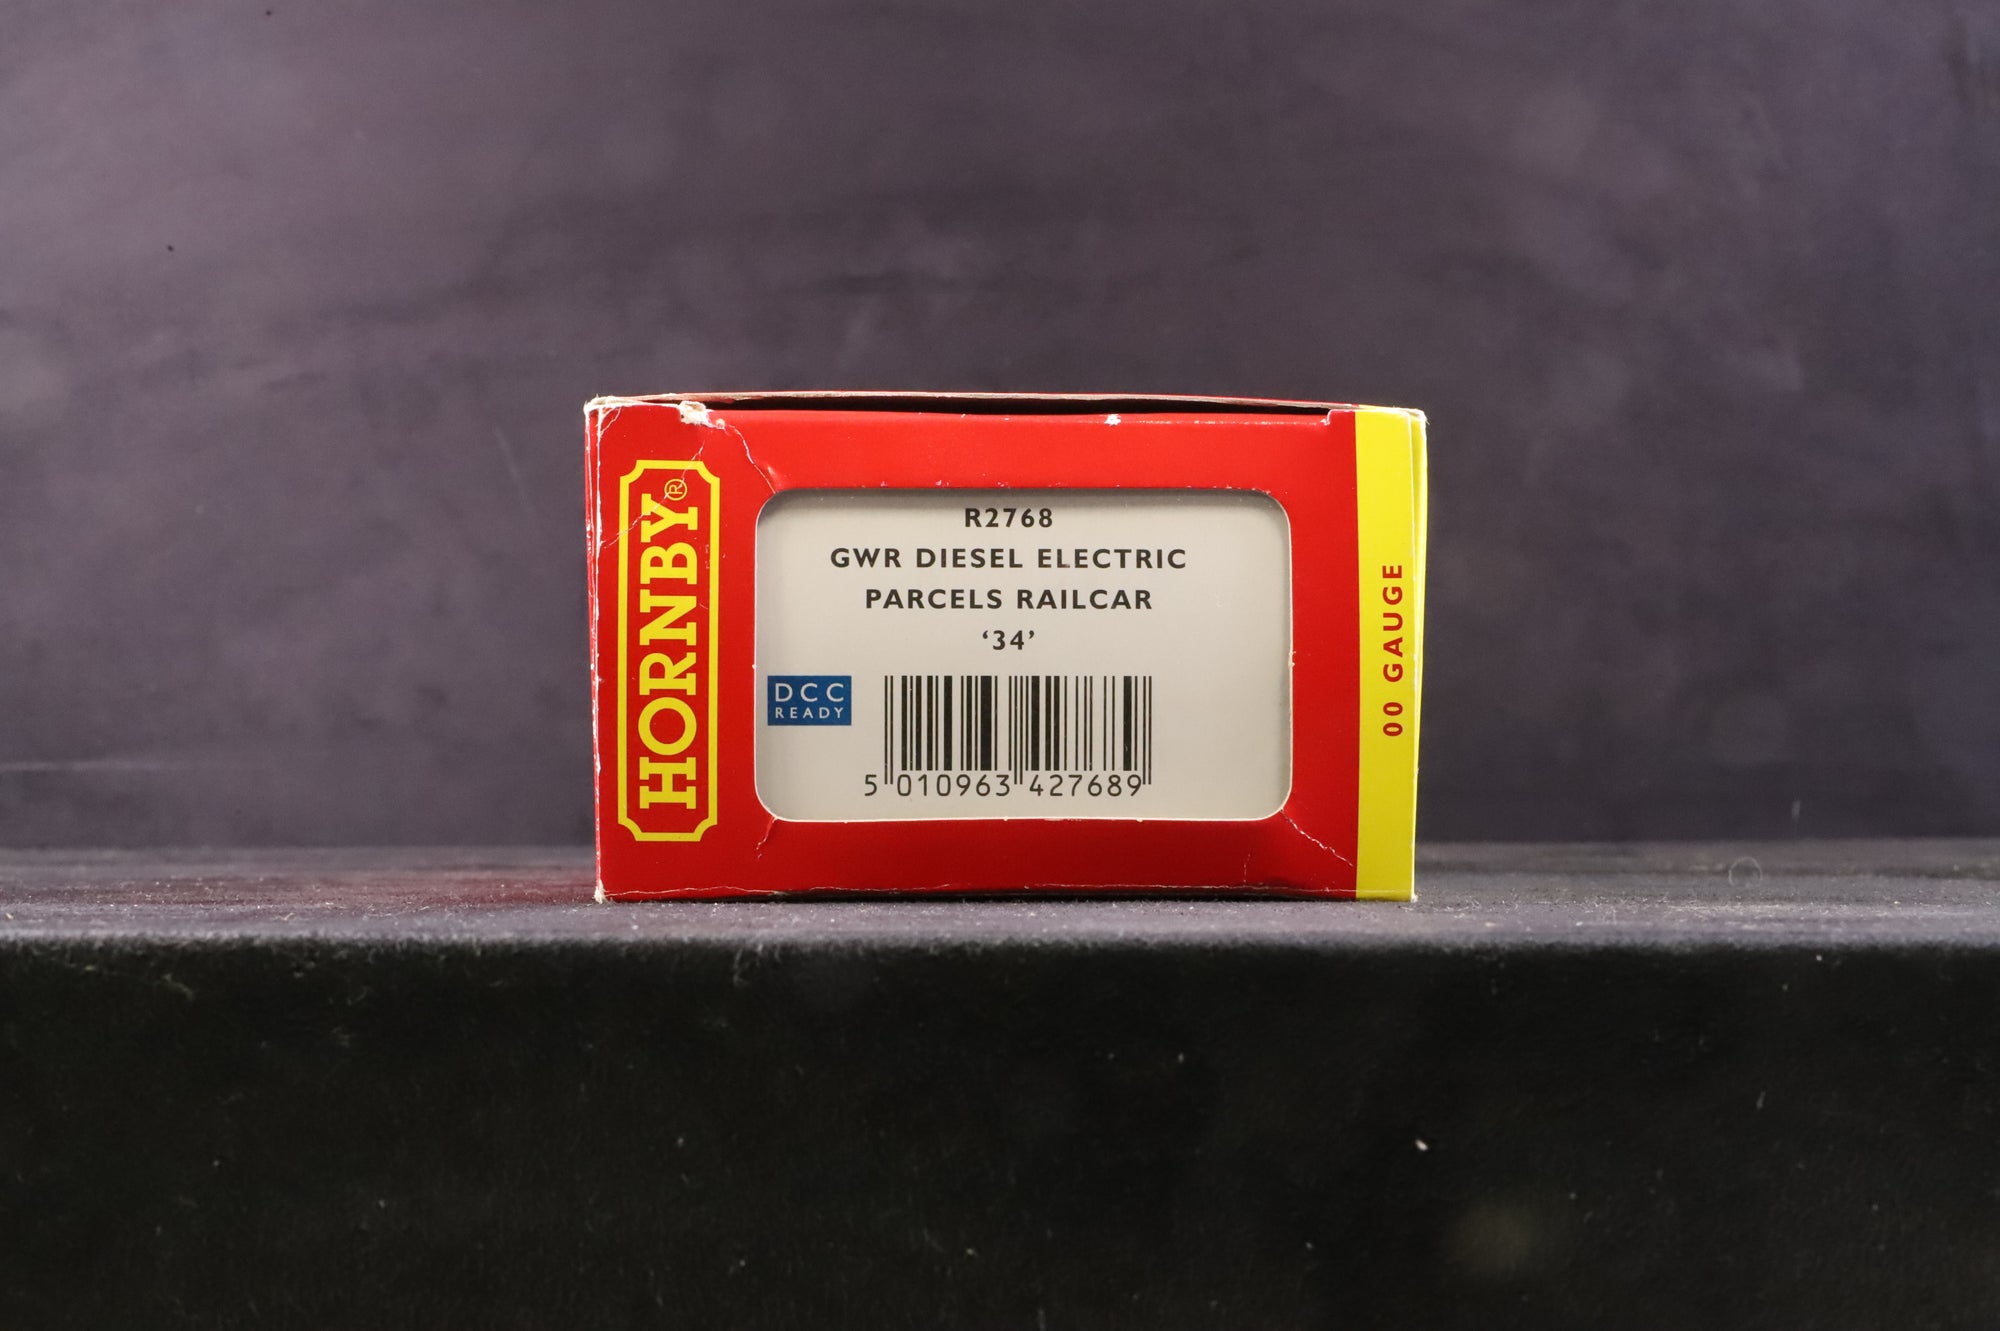 HORNBY®
R2768
GWR DIESEL ELECTRIC
PARCELS RAILCAR
‘34’
DCC
READY
5 010963 427689
00 GAUGE